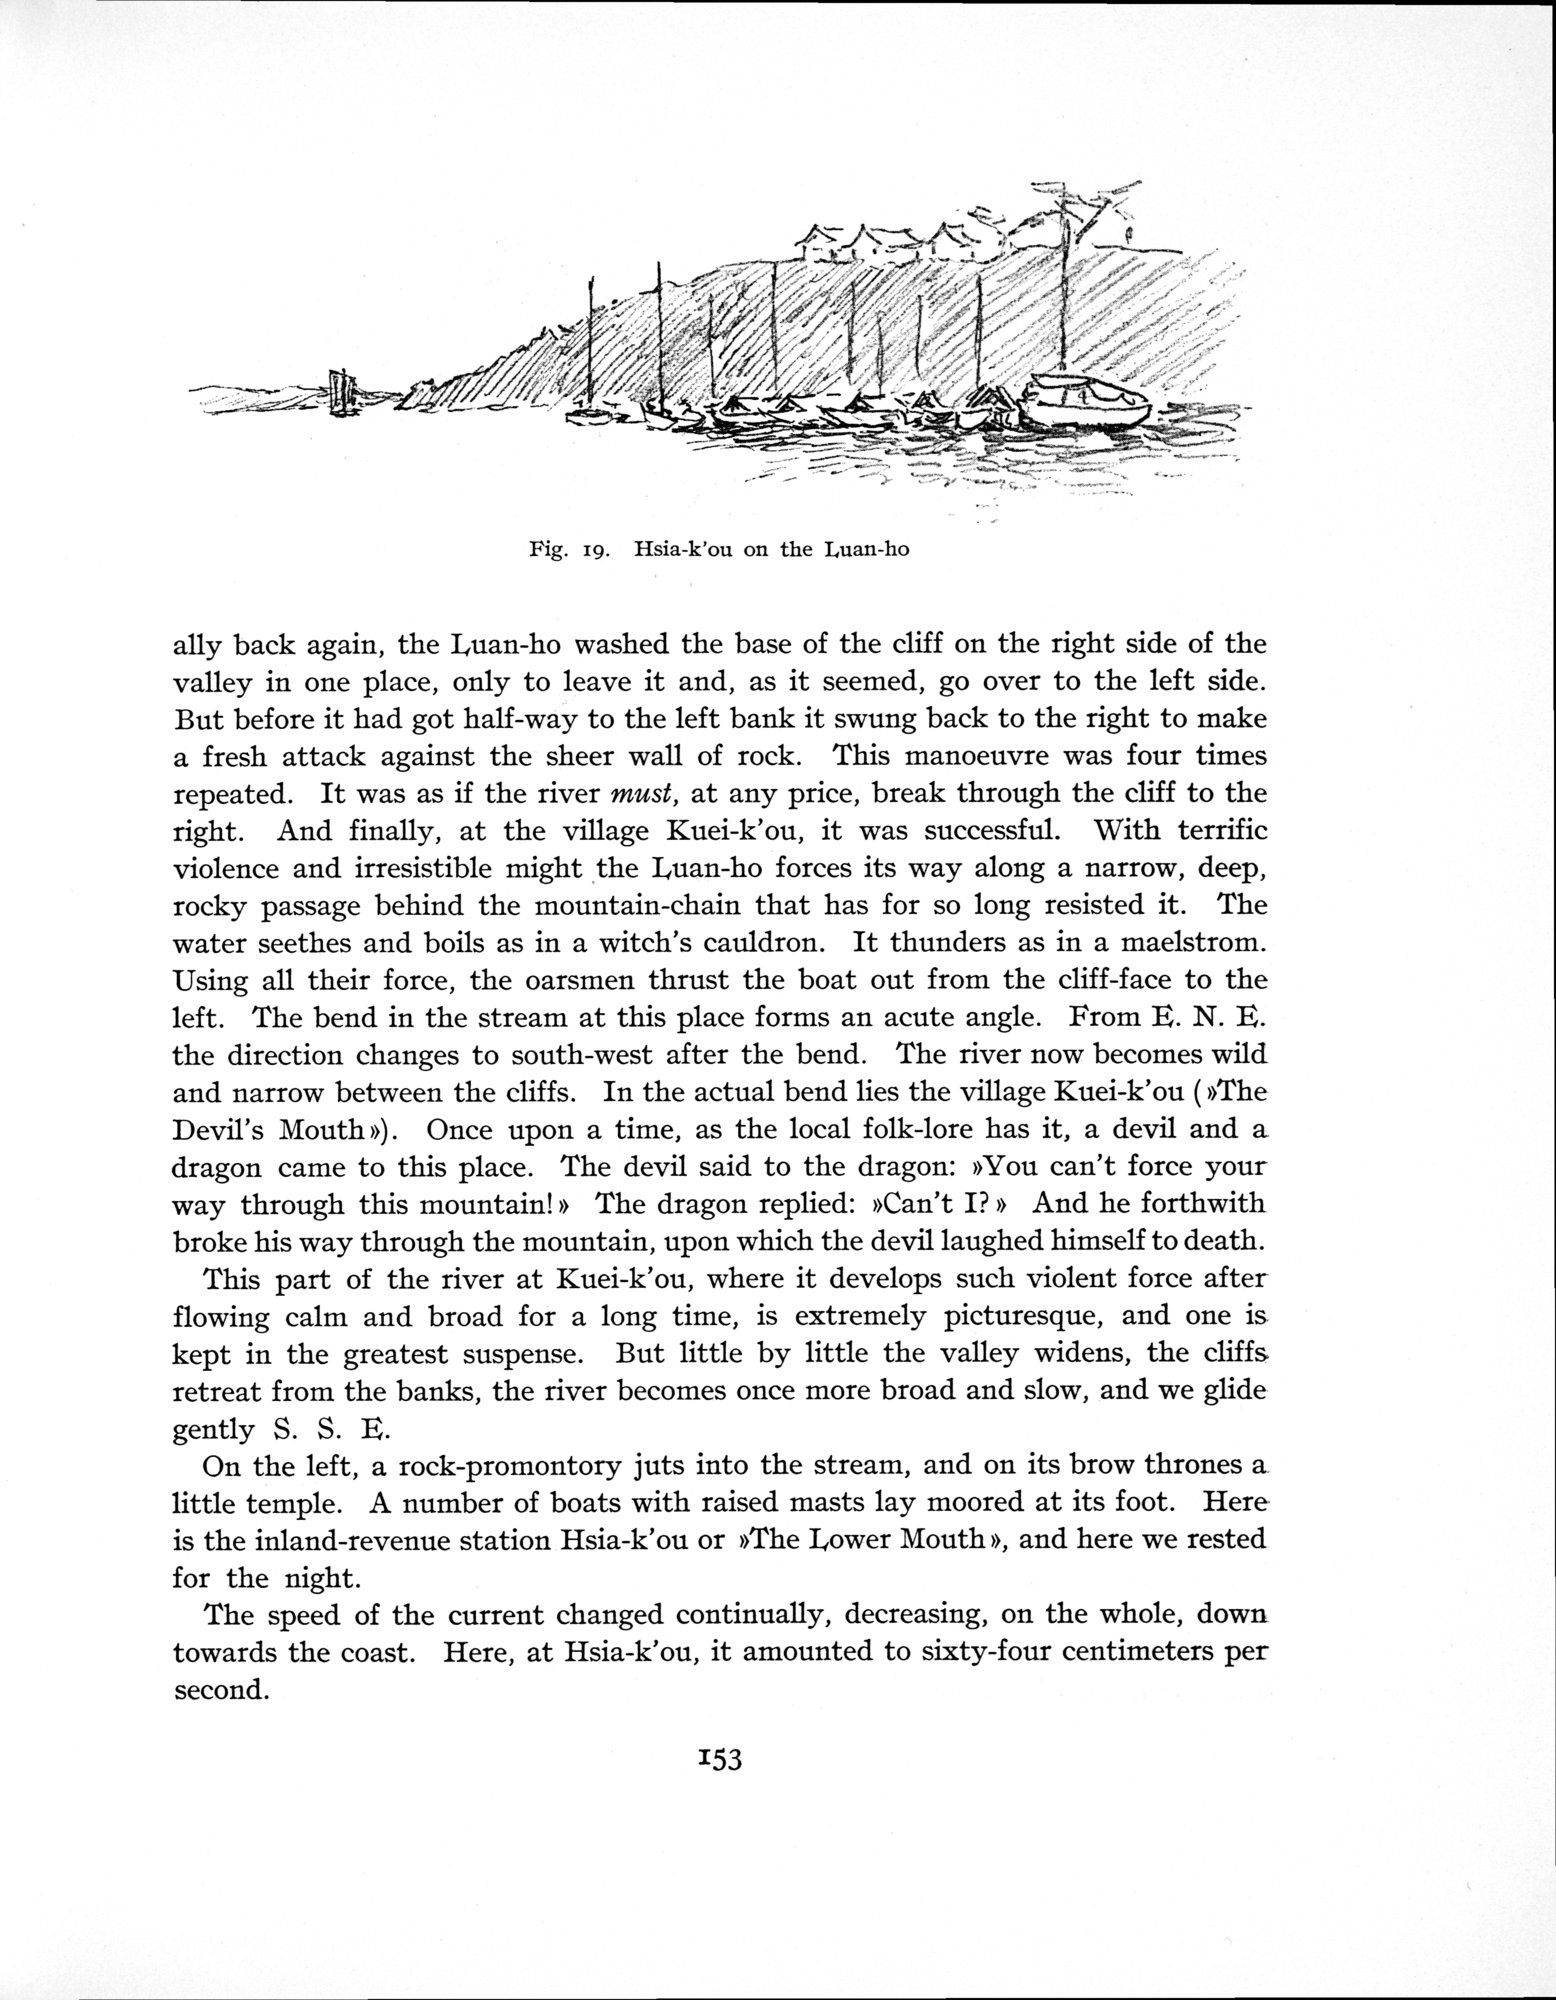 Fig. 19. Hsia-k'ou on the Luan-ho
ally back again, the Luan-ho washed the base of the cliff on the right side of the
valley in one place, only to leave it and, as it seemed, go over to the left side.
But before it had got half-way to the left bank it swung back to the right to make
a fresh attack against the sheer wall of rock. This manoeuvre was four times
repeated. It was as if the river must, at any price, break through the cliff to the
right. And finally, at the village Kuei-k'ou, it was successful. With terrific
violence and irresistible might the Luan-ho forces its way along a narrow, deep,
rocky passage behind the mountain-chain that has for so long resisted it. The
water seethes and boils as in a witch's cauldron. It thunders as in a maelstrom.
Using all their force, the oarsmen thrust the boat out from the cliff-face to the
left. The bend in the stream at this place forms an acute angle. From E. N. E.
the direction changes to south-west after the bend. The river now becomes wild
and narrow between the cliffs. In the actual bend lies the village Kuei-k'ou (»The
Devil's Mouth»). Once upon a time, as the local folk-lore has it, a devil and a
dragon came to this place. The devil said to the dragon: »You can't force your
way through this mountain!» The dragon replied: »Can't I?» And he forthwith
broke his way through the mountain, upon which the devil laughed himself to death.
This part of the river at Kuei-k'ou, where it develops such violent force after
flowing calm and broad for a long time, is extremely picturesque, and one is
kept in the greatest suspense. But little by little the valley widens, the cliffs
retreat from the banks, the river becomes once more broad and slow, and we glide
gently S. S. E.
On the left, a rock-promontory juts into the stream, and on its brow thrones a
little temple. A number of boats with raised masts lay moored at its foot. Here
is the inland-revenue station Hsia-k'ou or »The Lower Mouth», and here we rested
for the night.
The speed of the current changed continually, decreasing, on the whole, down
towards the coast. Here, at Hsia-k'ou, it amounted to sixty-four centimeters per
second.
153